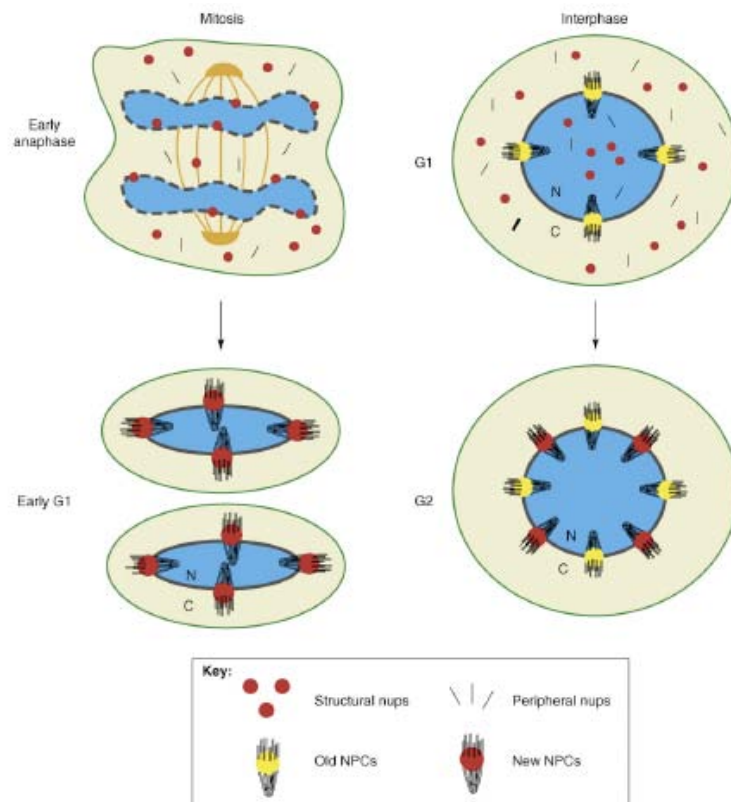 Mitosis
Interphase
Early
anaphase
G1
N
C
Early G1
N
C
G2
N
C
Key:
Structural nups
Peripheral nups
Old NPCs
New NPCs